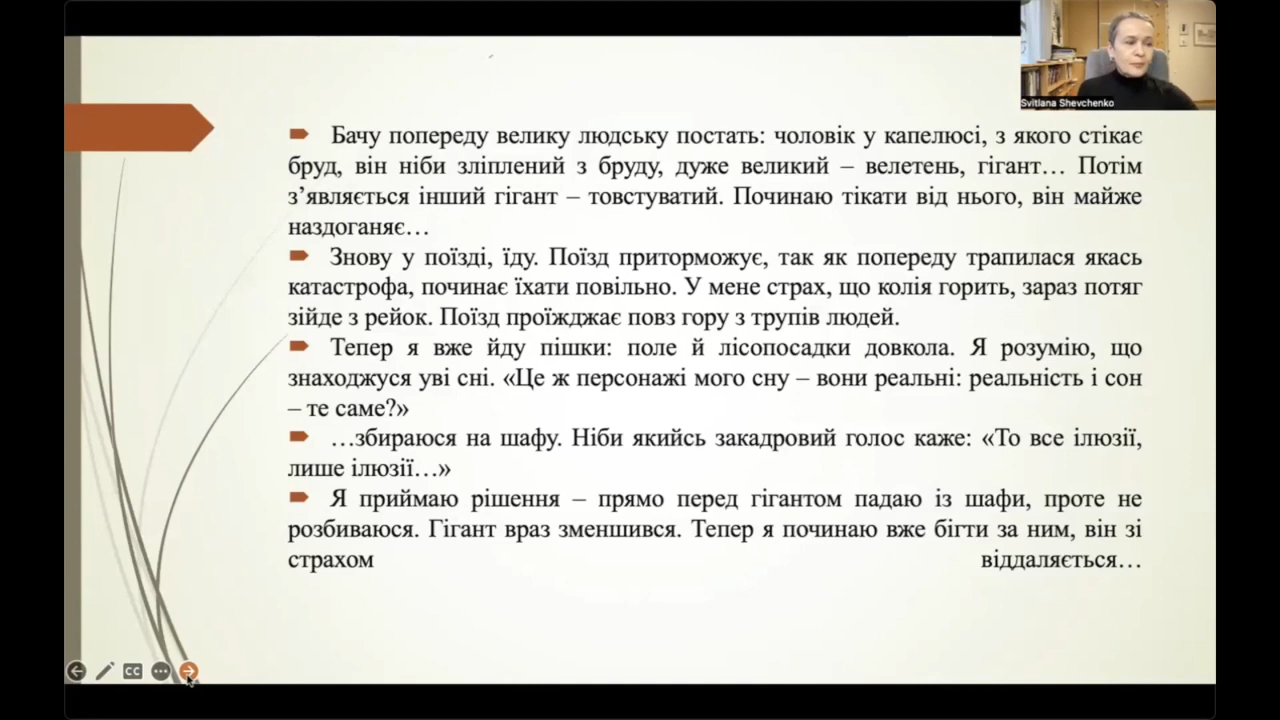 Svitlana Shevchenko
Бачу попереду велику людську постать: чоловік у капелюсі, з якого стікає
бруд, він ніби зліплений з бруду, дуже великий – велетень, гігант… Потім
з’являється інший гігант – товстуватий. Починаю тікати від нього, він майже
наздоганяє…
Знову у поїзді, їду. Поїзд приторможує, так як попереду трапилася якась
катастрофа, починає їхати повільно. У мене страх, що колія горить, зараз потяг
зійде з рейок. Поїзд проїжджає повз гору з трупів людей.
Тепер я вже йду пішки: поле й лісопосадки довкола. Я розумію, що
знаходжуся уві сні. «Це ж персонажі мого сну – вони реальні: реальність і сон
– те саме?»
…збираюся на шафу. Ніби якийсь закадровий голос каже: «То все ілюзії,
лише ілюзії…»
Я приймаю рішення – прямо перед гігантом падаю із шафи, проте не
розбиваюся. Гігант враз зменшився. Тепер я починаю вже бігти за ним, він зі
страхом віддаляється…
CC